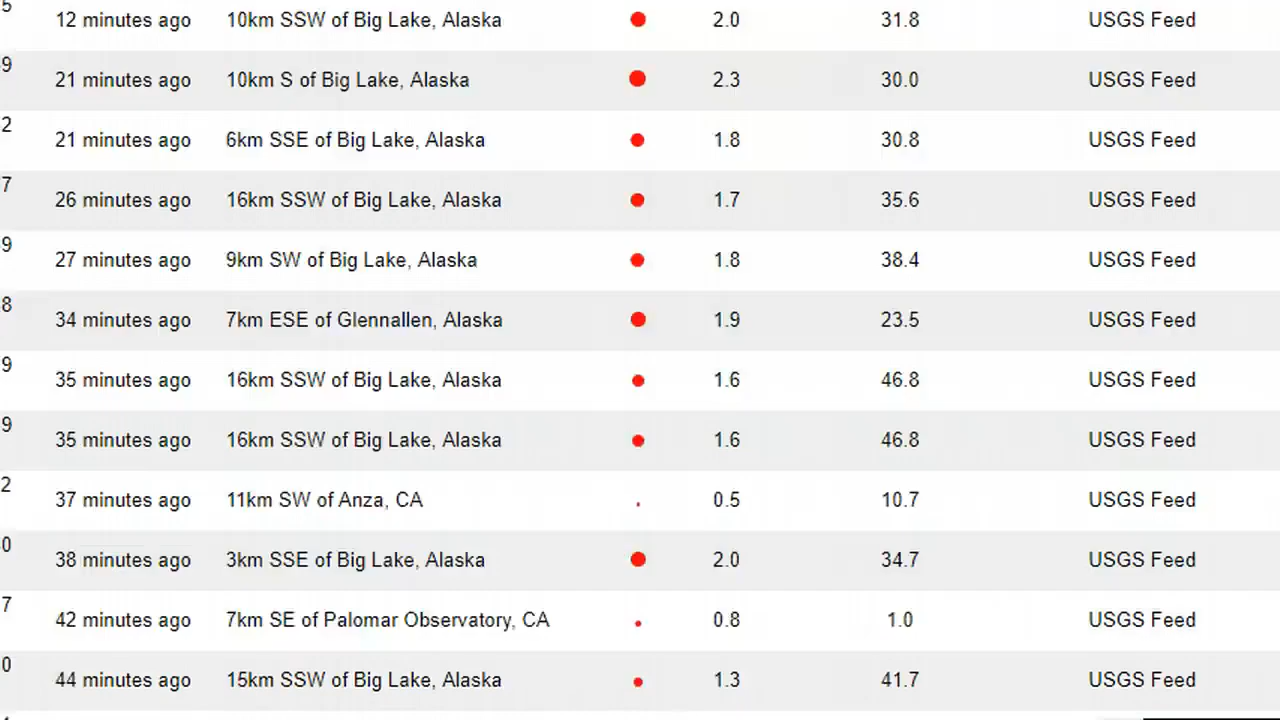 5 12 minutes ago 10km SSW of Big Lake, Alaska 2.0 31.8 USGS Feed
9 21 minutes ago 10km S of Big Lake, Alaska 2.3 30.0 USGS Feed
2 21 minutes ago 6km SSE of Big Lake, Alaska 1.8 30.8 USGS Feed
7 26 minutes ago 16km SSW of Big Lake, Alaska 1.7 35.6 USGS Feed
9 27 minutes ago 9km SW of Big Lake, Alaska 1.8 38.4 USGS Feed
8 34 minutes ago 7km ESE of Glennallen, Alaska 1.9 23.5 USGS Feed
9 35 minutes ago 16km SSW of Big Lake, Alaska 1.6 46.8 USGS Feed
9 35 minutes ago 16km SSW of Big Lake, Alaska 1.6 46.8 USGS Feed
2 37 minutes ago 11km SW of Anza, CA 0.5 10.7 USGS Feed
0 38 minutes ago 3km SSE of Big Lake, Alaska 2.0 34.7 USGS Feed
7 42 minutes ago 7km SE of Palomar Observatory, CA 0.8 1.0 USGS Feed
0 44 minutes ago 15km SSW of Big Lake, Alaska 1.3 41.7 USGS Feed